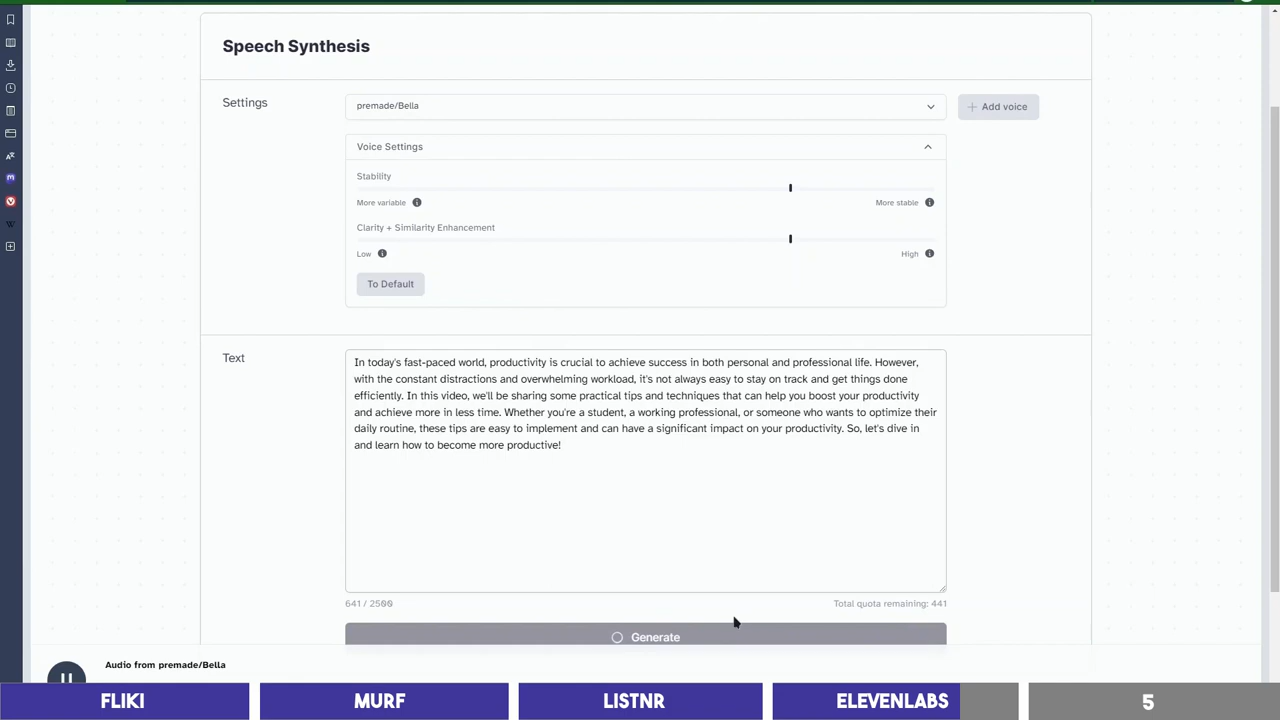 Speech Synthesis
Settings
premade/Bella
Add voice
Voice Settings
Stability
More variable
More stable
Clarity + Similarity Enhancement
Low
High
To Default
Text
In today's fast-paced world, productivity is crucial to achieve success in both personal and professional life. However,
with the constant distractions and overwhelming workload, it's not always easy to stay on track and get things done
efficiently. In this video, we'll be sharing some practical tips and techniques that can help you boost your productivity
and achieve more in less time. Whether you're a student, a working professional, or someone who wants to optimize their
daily routine, these tips are easy to implement and can have a significant impact on your productivity. So, let's dive in
and learn how to become more productive!
641 / 2500
Total quota remaining: 441
Generate
Audio from premade/Bella
FLIKI
MURF
LISTNR
ELEVENLABS
5